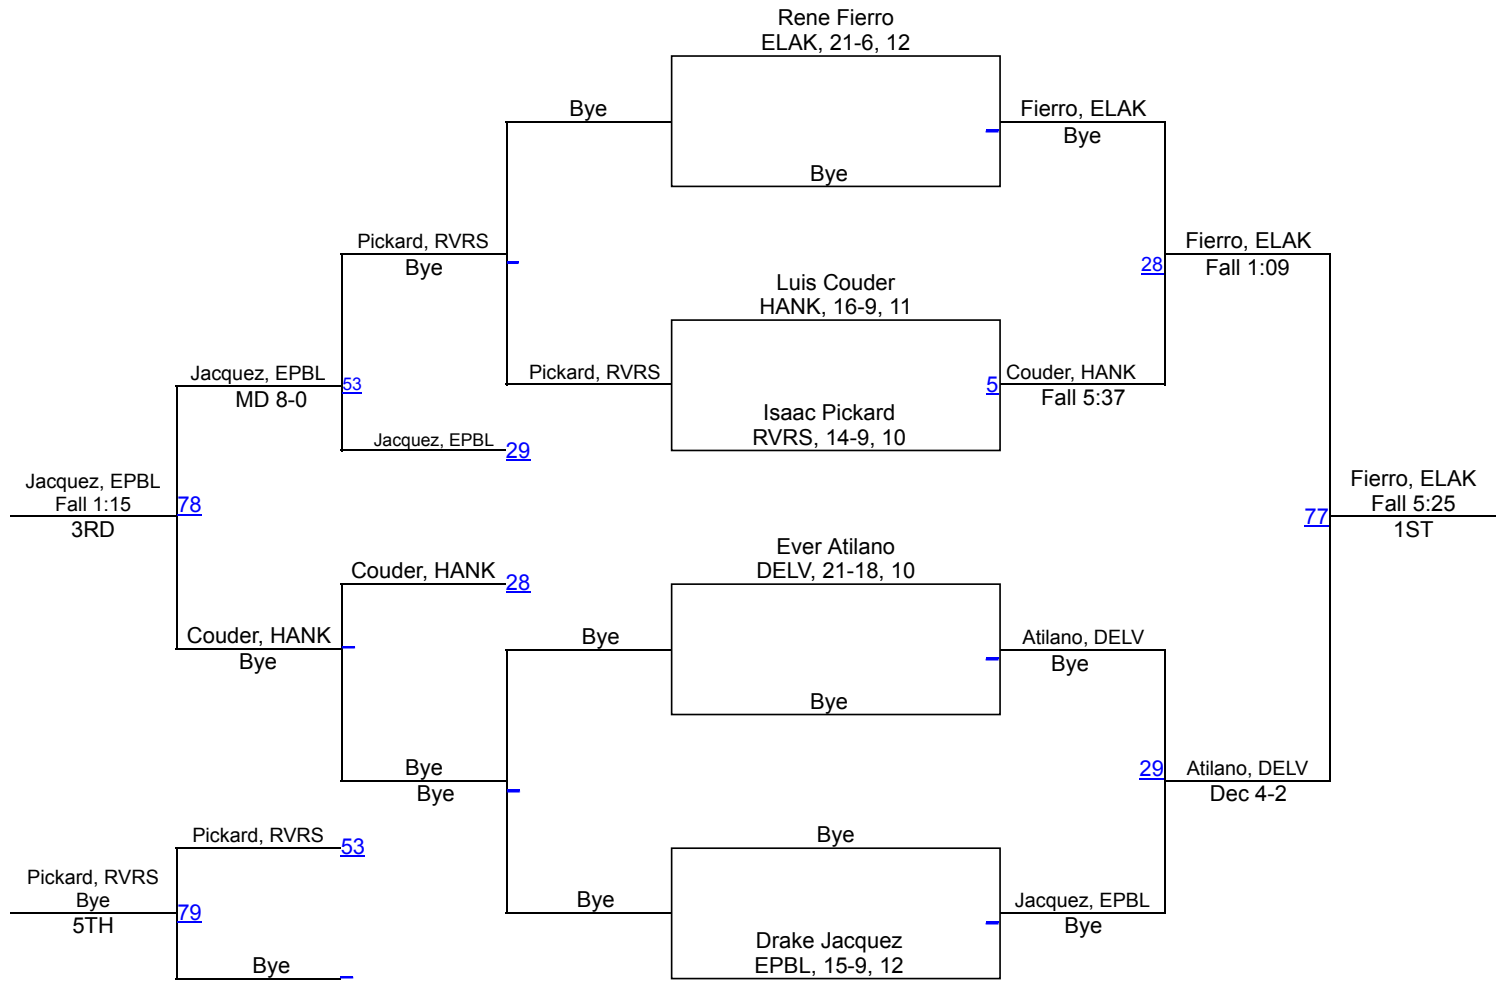 Rene Fierro
ELAK, 21-6, 12
Bye
Fierro, ELAK
Bye
Bye
Pickard, RVRS
Bye
Fierro, ELAK
28
Fall 1:09
Luis Couder
HANK, 16-9, 11
Jacquez, EPBL
53
MD 8-0
Pickard, RVRS
5
Couder, HANK
Fall 5:37
Isaac Pickard
RVRS, 14-9, 10
Jacquez, EPBL
29
Jacquez, EPBL
Fall 1:15
78
3RD
Fierro, ELAK
Fall 5:25
77
1ST
Ever Atilano
DELV, 21-18, 10
Couder, HANK
28
Couder, HANK
Bye
Bye
Atilano, DELV
Bye
Bye
Bye
Bye
29
Atilano, DELV
Dec 4-2
Pickard, RVRS
53
Bye
Pickard, RVRS
Bye
79
5TH
Bye
Jacquez, EPBL
Bye
Drake Jacquez
EPBL, 15-9, 12
Bye